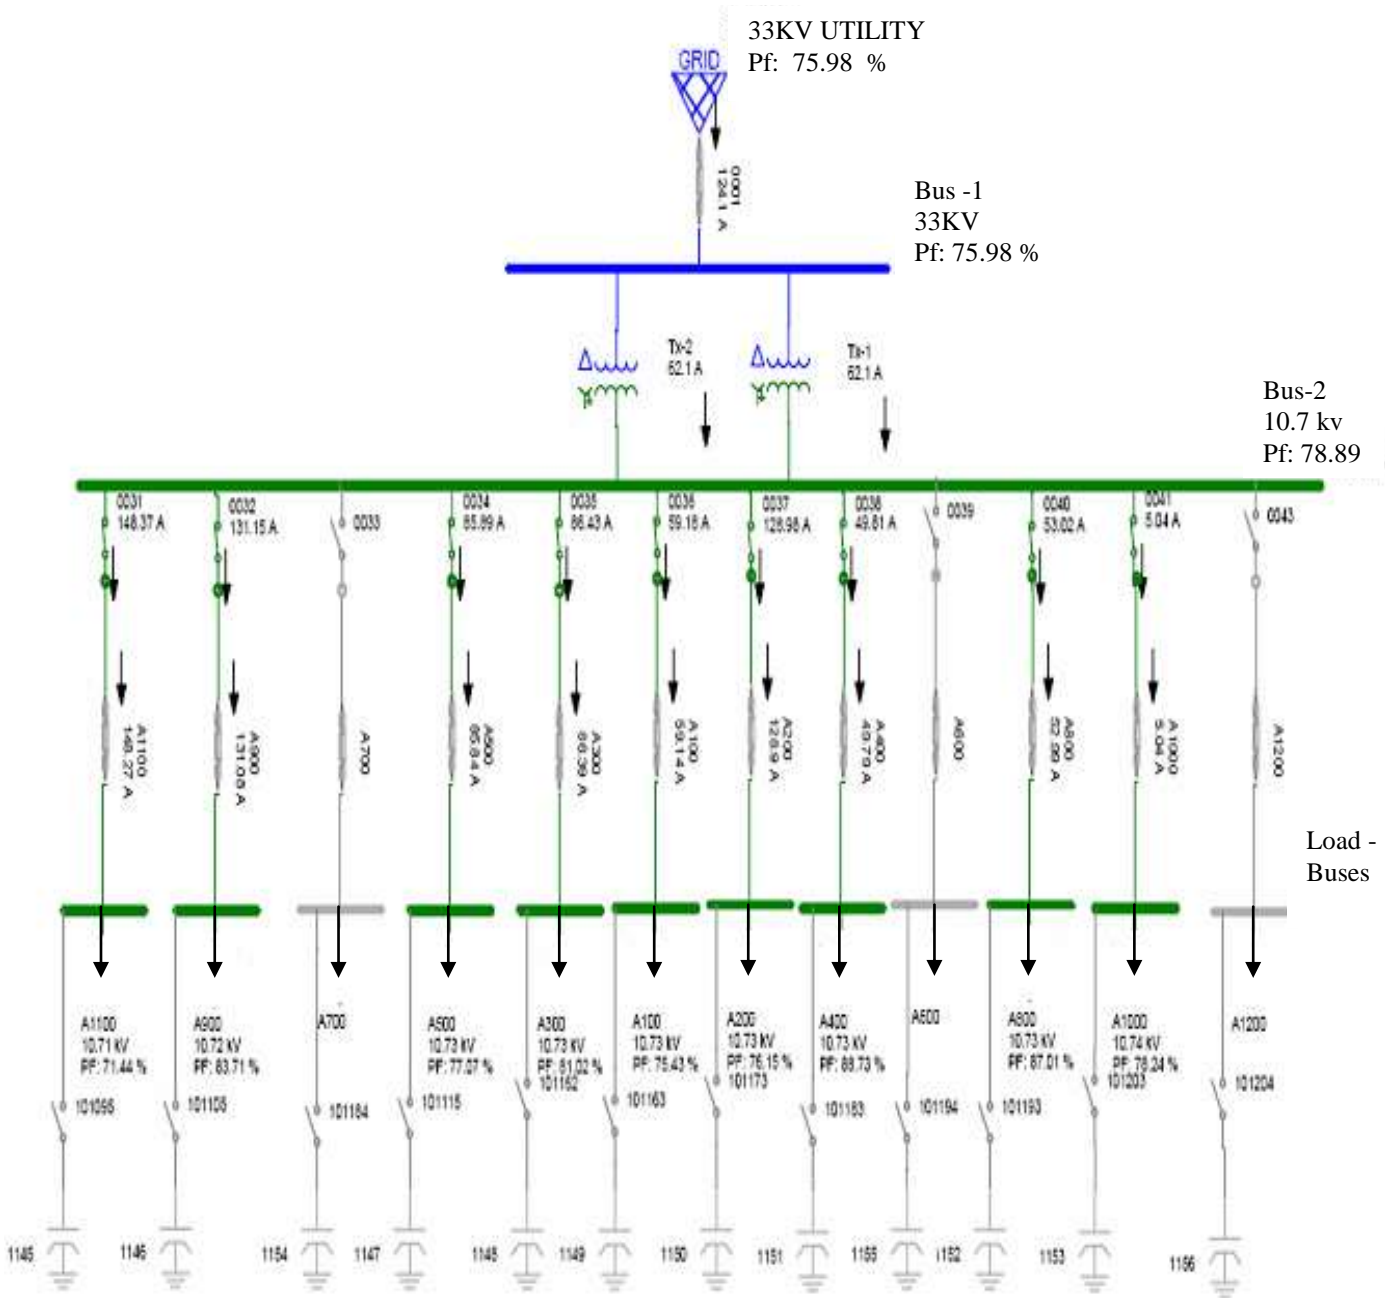 33KV UTILITY
Pf: 75.98 %
GRID
0001
124.1 A
Bus -1
33KV
Pf: 75.98 %
Tx-2
62.1 A
Tx-1
62.1 A
Bus-2
10.7 kv
Pf: 78.89
0031
148.37 A
0032
131.15 A
0033
0034
0035
86.43 A
0036
59.18 A
0037
128.98 A
0038
49.81 A
0039
0040
53.02 A
0041
5.04 A
0043
A1100
148.27 A
A900
131.06 A
A700
A500
A300
A100
59.14 A
A200
128.9 A
A400
49.79 A
A600
A800
52.99 A
A1000
5.04 A
A1200
Load -
Buses
A1100
10.71 kV
PF: 71.44 %
A900
10.72 kV
PF: 83.71 %
A700
A500
10.73 kV
PF: 77.07 %
A300
10.73 kV
PF: 81.02 %
A100
10.73 kV
PF: 75.43 %
A200
10.73 kV
PF: 76.15 %
A400
10.73 kV
PF: 88.73 %
A800
10.73 kV
PF: 87.01 %
A1000
10.74 kV
PF: 78.24 %
A1200
101095
101105
101184
101115
101162
101163
101173
101183
101194
101193
101203
101204
1145
1146
1154
1147
1148
1149
1150
1151
1155
1152
1153
1156